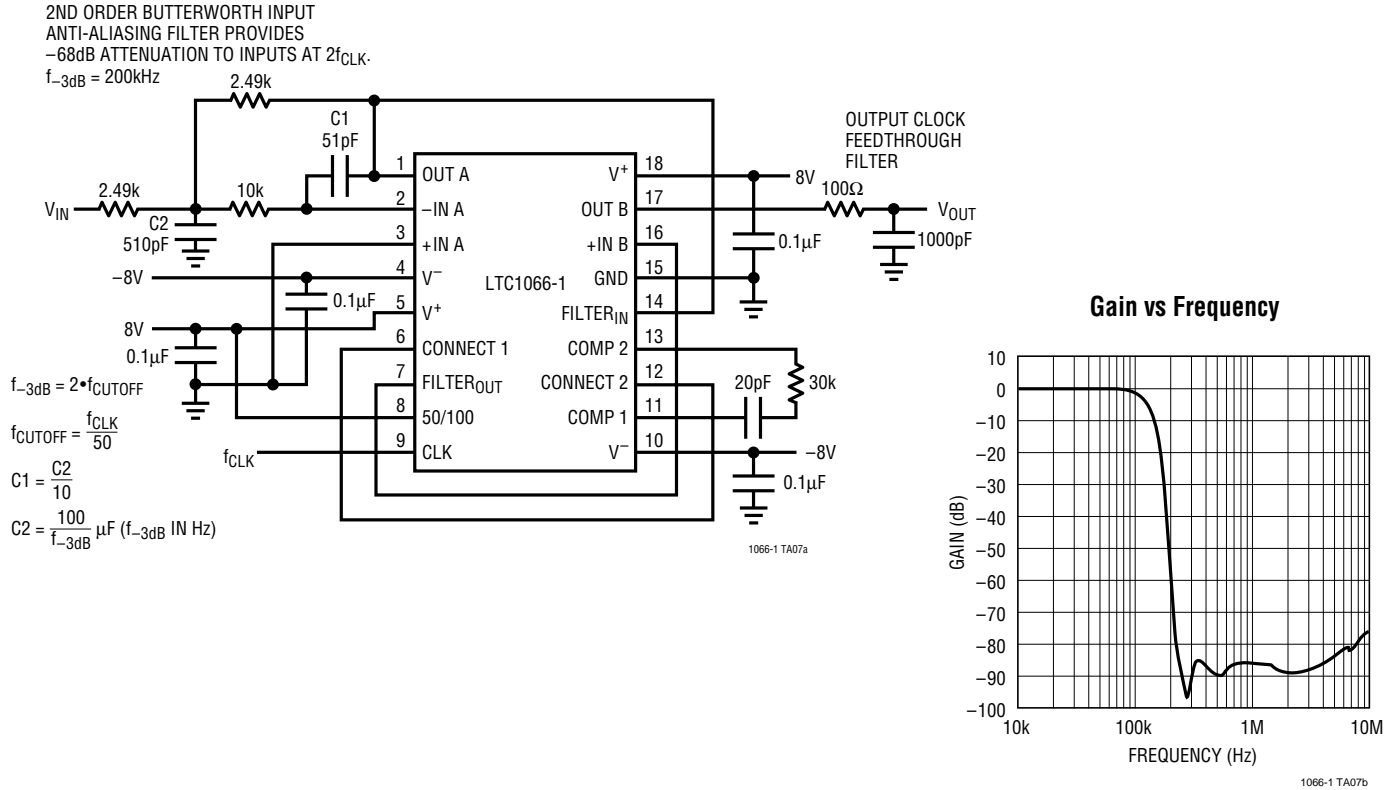 2ND ORDER BUTTERWORTH INPUT
ANTI-ALIASING FILTER PROVIDES
–68dB ATTENUATION TO INPUTS AT 2fCLK.
f–3dB = 200kHz
2.49k
C1
51pF
2.49k
10k
VIN
C2
510pF
–8V
0.1µF
8V
0.1µF
f–3dB = 2•fCUTOFF
fCUTOFF = fCLK
50
C1 = C2
10
C2 = 100
f–3dB
µF (f–3dB IN Hz)
fCLK
1
2
3
4
5
6
7
8
9
OUT A
–IN A
+IN A
V–
V+
CONNECT 1
FILTEROUT
50/100
CLK
LTC1066-1
V+
OUT B
+IN B
GND
FILTERIN
COMP 2
CONNECT 2
COMP 1
V–
18
17
16
15
14
13
12
11
10
8V
100Ω
OUTPUT CLOCK
FEEDTHROUGH
FILTER
VOUT
0.1µF
1000pF
20pF
30k
–8V
0.1µF
1066-1 TA07a
Gain vs Frequency
GAIN (dB)
10
0
–10
–20
–30
–40
–50
–60
–70
–80
–90
–100
10k
100k
1M
10M
FREQUENCY (Hz)
1066-1 TA07b